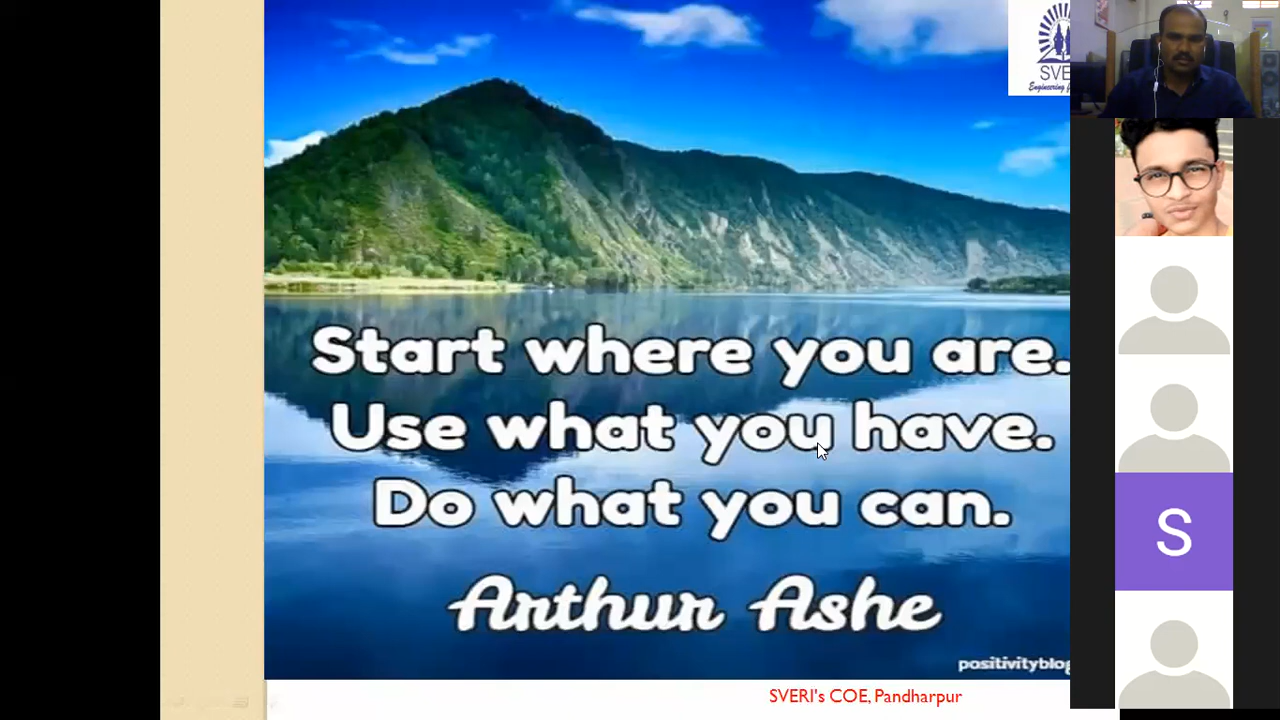 SVE
Engineering f
Start where you are.
Use what you have.
Do what you can.
Arthur Ashe
positivityblog
SVERI's COE, Pandharpur
S